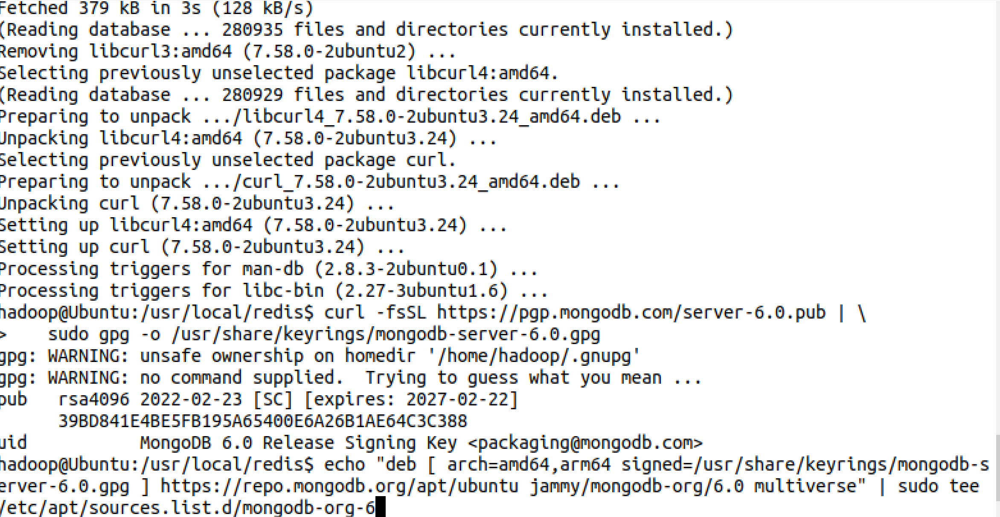 Fetched 379 kB in 3s (128 kB/s)
(Reading database ... 280935 files and directories currently installed.)
Removing libcurl3:amd64 (7.58.0-2ubuntu2) ...
Selecting previously unselected package libcurl4:amd64.
(Reading database ... 280929 files and directories currently installed.)
Preparing to unpack .../libcurl4_7.58.0-2ubuntu3.24_amd64.deb ...
Unpacking libcurl4:amd64 (7.58.0-2ubuntu3.24) ...
Selecting previously unselected package curl.
Preparing to unpack .../curl_7.58.0-2ubuntu3.24_amd64.deb ...
Unpacking curl (7.58.0-2ubuntu3.24) ...
Setting up libcurl4:amd64 (7.58.0-2ubuntu3.24) ...
Setting up curl (7.58.0-2ubuntu3.24) ...
Processing triggers for man-db (2.8.3-2ubuntu0.1) ...
Processing triggers for libc-bin (2.27-3ubuntu1.6) ...
hadoop@Ubuntu:/usr/local/redis$ curl -fsSL https://pgp.mongodb.com/server-6.0.pub | \
>    sudo gpg -o /usr/share/keyrings/mongodb-server-6.0.gpg
gpg: WARNING: unsafe ownership on homedir '/home/hadoop/.gnupg'
gpg: WARNING: no command supplied.  Trying to guess what you mean ...
pub   rsa4096 2022-02-23 [SC] [expires: 2027-02-22]
      39BD841E4BE5FB195A65400E6A26B1AE64C3C388
uid           MongoDB 6.0 Release Signing Key <packaging@mongodb.com>
hadoop@Ubuntu:/usr/local/redis$ echo "deb [ arch=amd64,arm64 signed=/usr/share/keyrings/mongodb-s
erver-6.0.gpg ] https://repo.mongodb.org/apt/ubuntu jammy/mongodb-org/6.0 multiverse" | sudo tee
/etc/apt/sources.list.d/mongodb-org-6